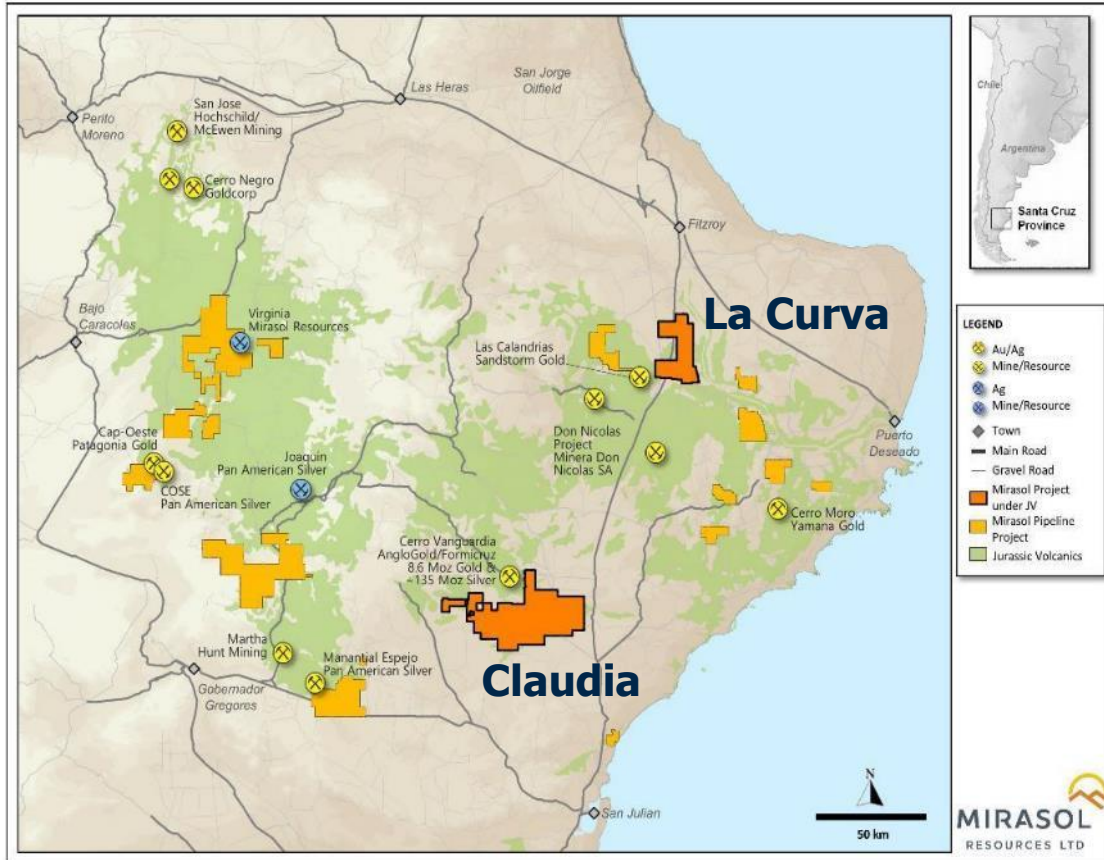 San Jose
Hochschild/
McEwen Mining
Perito
Moreno
Las Heras
San Jorge
Oilfield
Cerro Negro
Goldcorp
Fitzroy
Bajo
Caracoles
Virginia
Mirasol Resources
La Curva
Las Calandrias
Sandstorm Gold
Cap-Oeste
Patagonia Gold
Don Nicolas
Project
Minera Don
Nicolas SA
Puerto
Deseado
Joaquin
Pan American Silver
COSE
Pan American Silver
Cerro Moro
Yamana Gold
Cerro Vanguardia
AngloGold/Formicruz
8.6 Moz Gold &
~135 Moz Silver
Martha
Hunt Mining
Manantial Espejo
Pan American Silver
Claudia
Gobernador
Gregores
San Julian
N
50 km
Chile
Argentina
Santa Cruz
Province
LEGEND
Au/Ag
Mine/Resource
Ag
Mine/Resource
Town
Main Road
Gravel Road
Mirasol Project
under JV
Mirasol Pipeline
Project
Jurassic Volcanics
MIRASOL
RESOURCES LTD